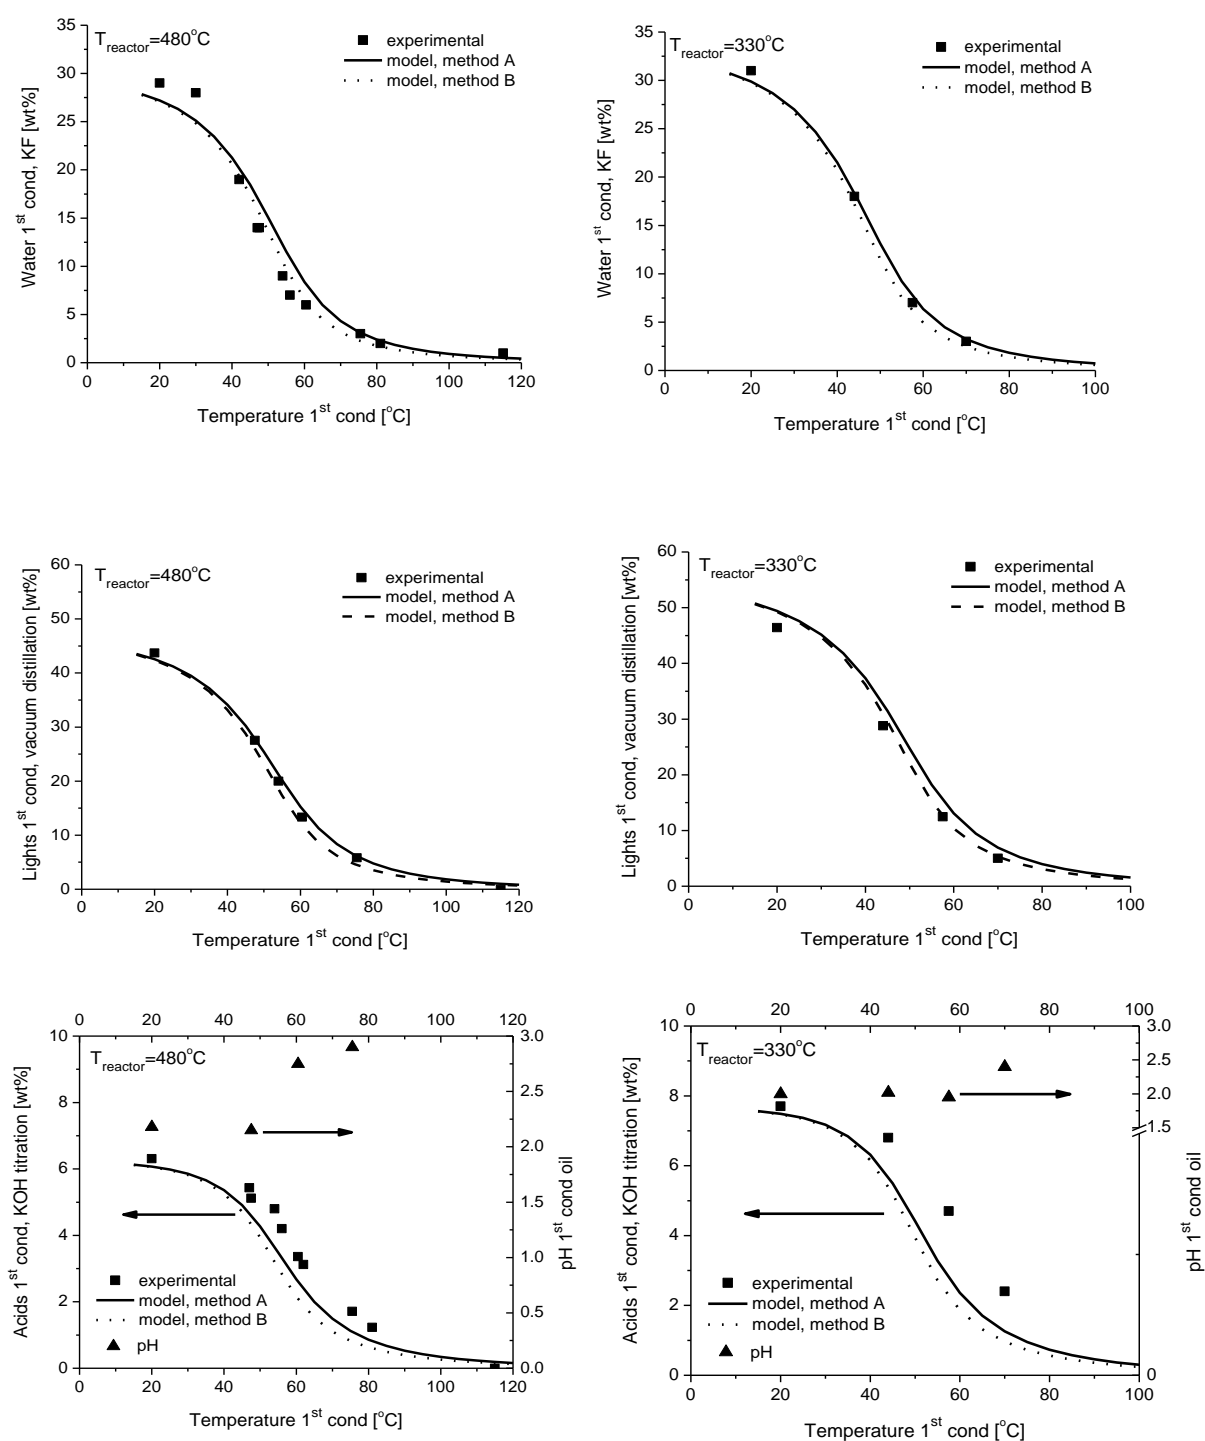 T_reactor=480°C
experimental
model, method A
model, method B
Water 1st cond, KF [wt%]
35
30
25
20
15
10
5
0
0 20 40 60 80 100 120
Temperature 1st cond [°C]
T_reactor=330°C
experimental
model, method A
model, method B
Water 1st cond, KF [wt%]
35
30
25
20
15
10
5
0
0 20 40 60 80 100
Temperature 1st cond [°C]
T_reactor=480°C
experimental
model, method A
model, method B
Lights 1st cond, vacuum distillation [wt%]
60
50
40
30
20
10
0
0 20 40 60 80 100 120
Temperature 1st cond [°C]
T_reactor=330°C
experimental
model, method A
model, method B
Lights 1st cond, vacuum distillation [wt%]
60
50
40
30
20
10
0
0 20 40 60 80 100
Temperature 1st cond [°C]
0 20 40 60 80 100 120
T_reactor=480°C
Acids 1st cond, KOH titration [wt%]
10
8
6
4
2
0
3.0
2.5
2.0
1.5
1.0
0.5
0.0
pH 1st cond oil
experimental
model, method A
model, method B
pH
0 20 40 60 80 100 120
Temperature 1st cond [°C]
0 20 40 60 80 100
T_reactor=330°C
Acids 1st cond, KOH titration [wt%]
10
8
6
4
2
0
3.0
2.5
2.0
1.5
0
pH 1st cond oil
experimental
model, method A
model, method B
pH
0 20 40 60 80 100
Temperature 1st cond [°C]